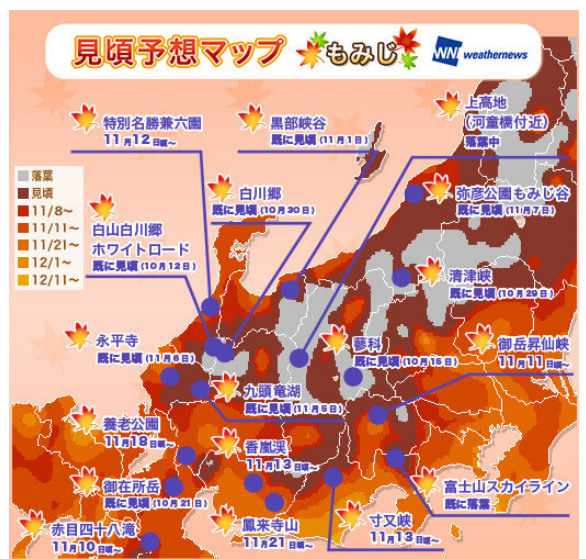 見頃予想マップ もみじ
WN weathernews
特別名勝兼六園
11月12日頃～
黒部峡谷
既に見頃(11月1日)
上高地
(河童橋付近)
落葉中
落葉
見頃
11/8～
11/11～
11/21～
12/1～
12/11～
白川郷
既に見頃(10月30日)
弥彦公園もみじ谷
既に見頃(11月7日)
白山白川郷
ホワイトロード
既に見頃(10月12日)
清津峡
既に見頃(10月29日)
永平寺
既に見頃(11月6日)
蓼科
既に見頃(10月15日)
御岳昇仙峡
11月11日頃～
九頭竜湖
既に見頃(11月5日)
養老公園
11月18日頃～
香嵐渓
11月13日頃～
御在所岳
既に見頃(10月21日)
富士山スカイライン
既に落葉
赤目四十八滝
11月10日頃～
鳳来寺山
11月21日頃～
寸又峡
11月13日頃～